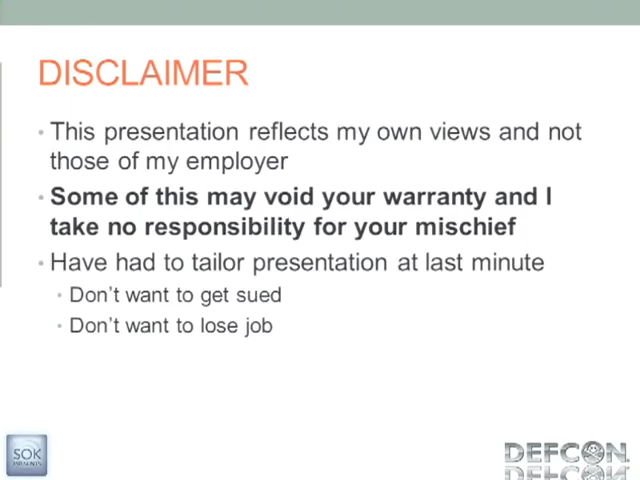 DISCLAIMER
• This presentation reflects my own views and not
those of my employer
• Some of this may void your warranty and I
take no responsibility for your mischief
• Have had to tailor presentation at last minute
• Don't want to get sued
• Don't want to lose job
SOK
DEFCON